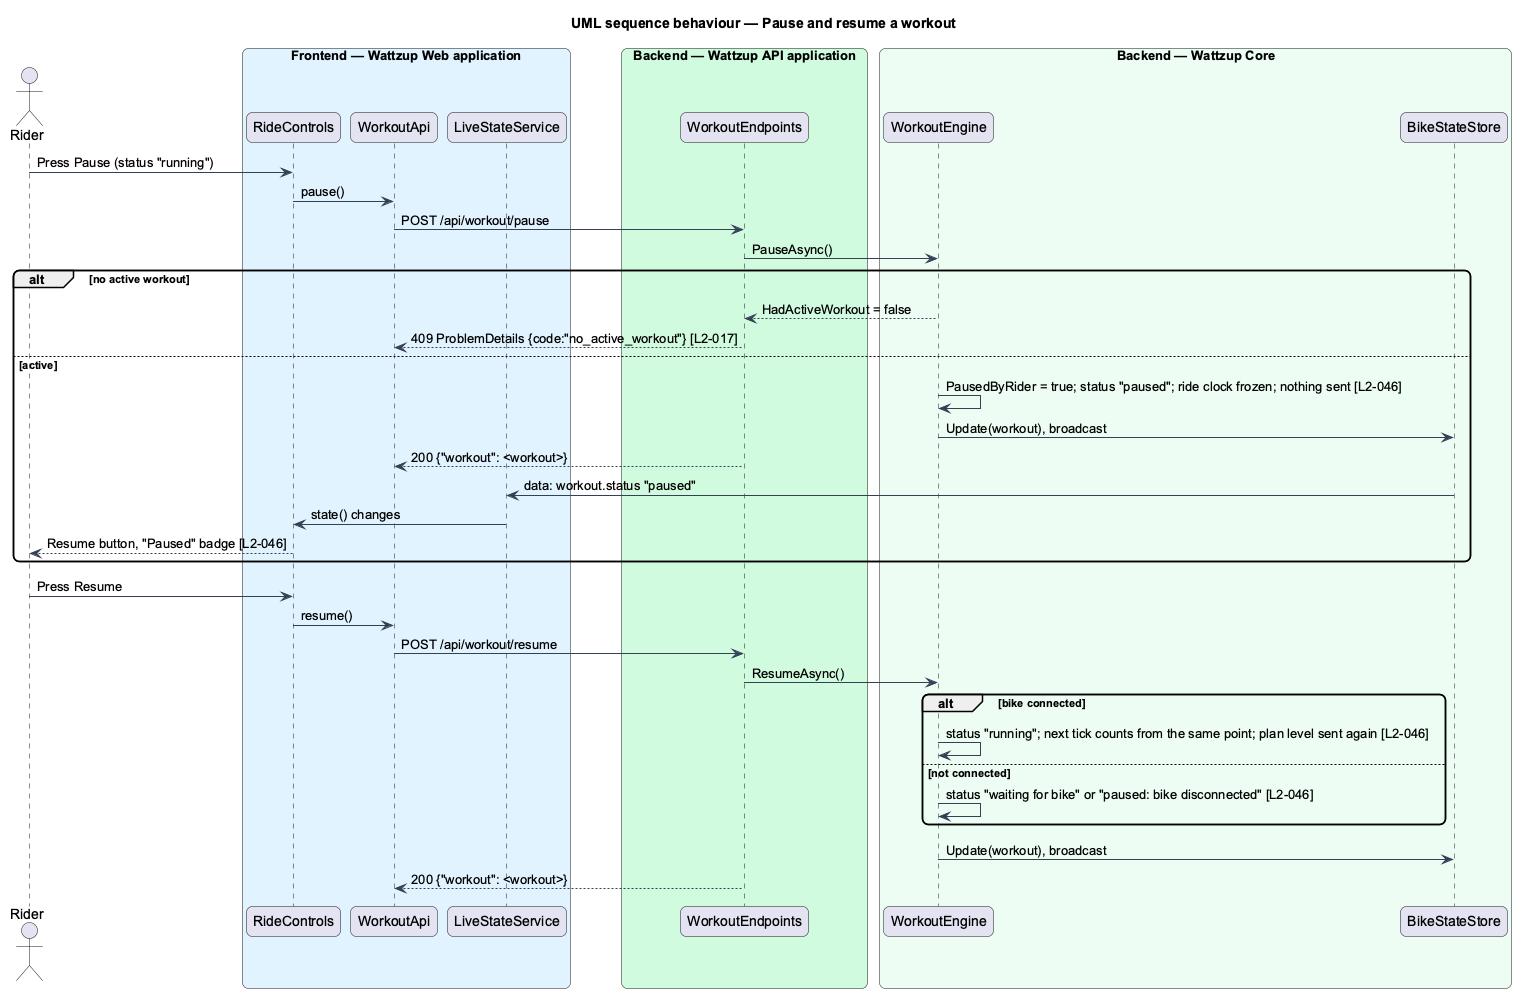 UML sequence behaviour — Pause and resume a workout
Frontend — Wattzup Web application
Backend — Wattzup API application
Backend — Wattzup Core
Rider
RideControls
WorkoutApi
LiveStateService
WorkoutEndpoints
WorkoutEngine
BikeStateStore
Press Pause (status "running")
pause()
POST /api/workout/pause
PauseAsync()
alt
[no active workout]
HadActiveWorkout = false
409 ProblemDetails {code:"no_active_workout"} [L2-017]
[active]
PausedByRider = true; status "paused"; ride clock frozen; nothing sent [L2-046]
Update(workout), broadcast
200 {"workout": <workout>}
data: workout.status "paused"
state() changes
Resume button, "Paused" badge [L2-046]
Press Resume
resume()
POST /api/workout/resume
ResumeAsync()
alt
[bike connected]
status "running"; next tick counts from the same point; plan level sent again [L2-046]
[not connected]
status "waiting for bike" or "paused: bike disconnected" [L2-046]
Update(workout), broadcast
200 {"workout": <workout>}
Rider
RideControls
WorkoutApi
LiveStateService
WorkoutEndpoints
WorkoutEngine
BikeStateStore